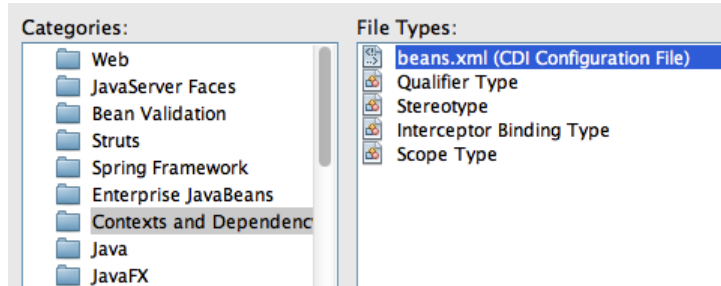 Categories:
Web
JavaServer Faces
Bean Validation
Struts
Spring Framework
Enterprise JavaBeans
Contexts and Dependenc
Java
JavaFX
File Types:
beans.xml (CDI Configuration File)
Qualifier Type
Stereotype
Interceptor Binding Type
Scope Type